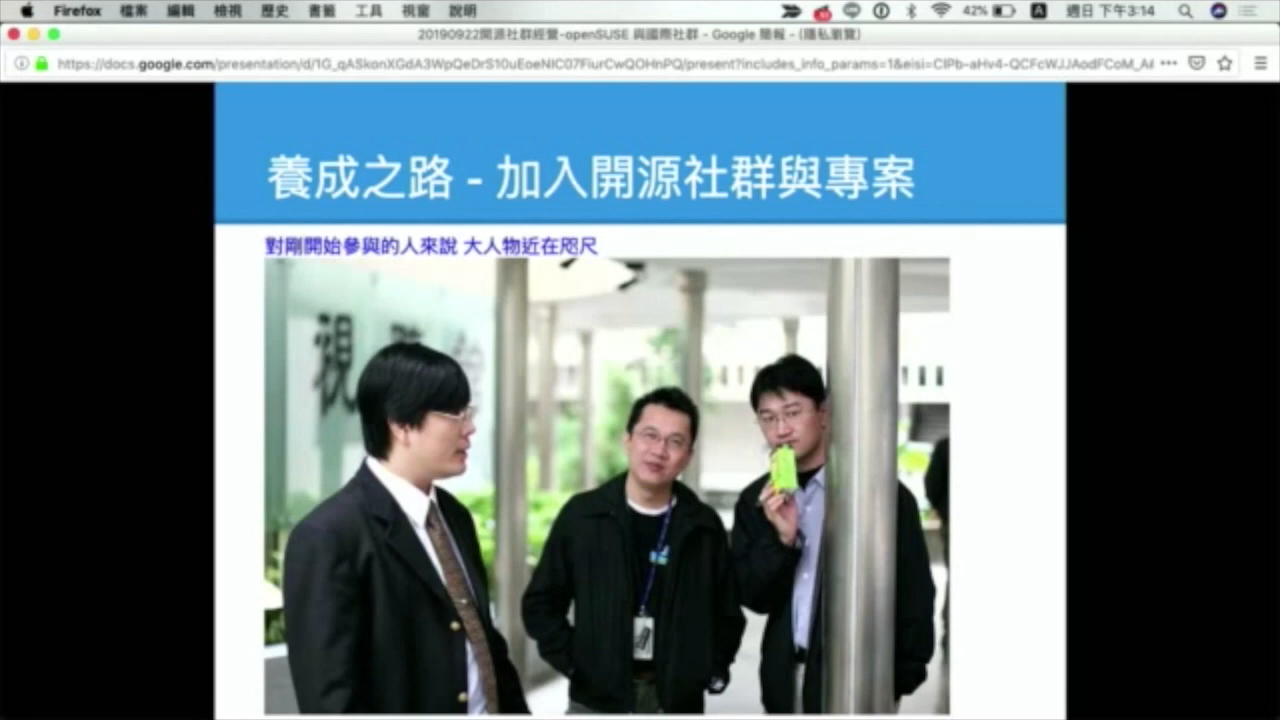 Firefox 檔案 編輯 檢視 歷史 書籤 工具 視窗 說明 42% A 週日 下午3:14
20190922開源社群經營-openSUSE 與國際社群 - Google 簡報 - (隱私瀏覽)
https://docs.google.com/presentation/d/1G_qASkonXGdA3WpQeDrS10uEoeNIC07FiurCwQOHnPQ/present?includes_info_params=1&eisi=CIPb-aHv4-QCFcWJJAodFCoM_A
養成之路 - 加入開源社群與專案
對剛開始參與的人來說 大人物近在咫尺
視